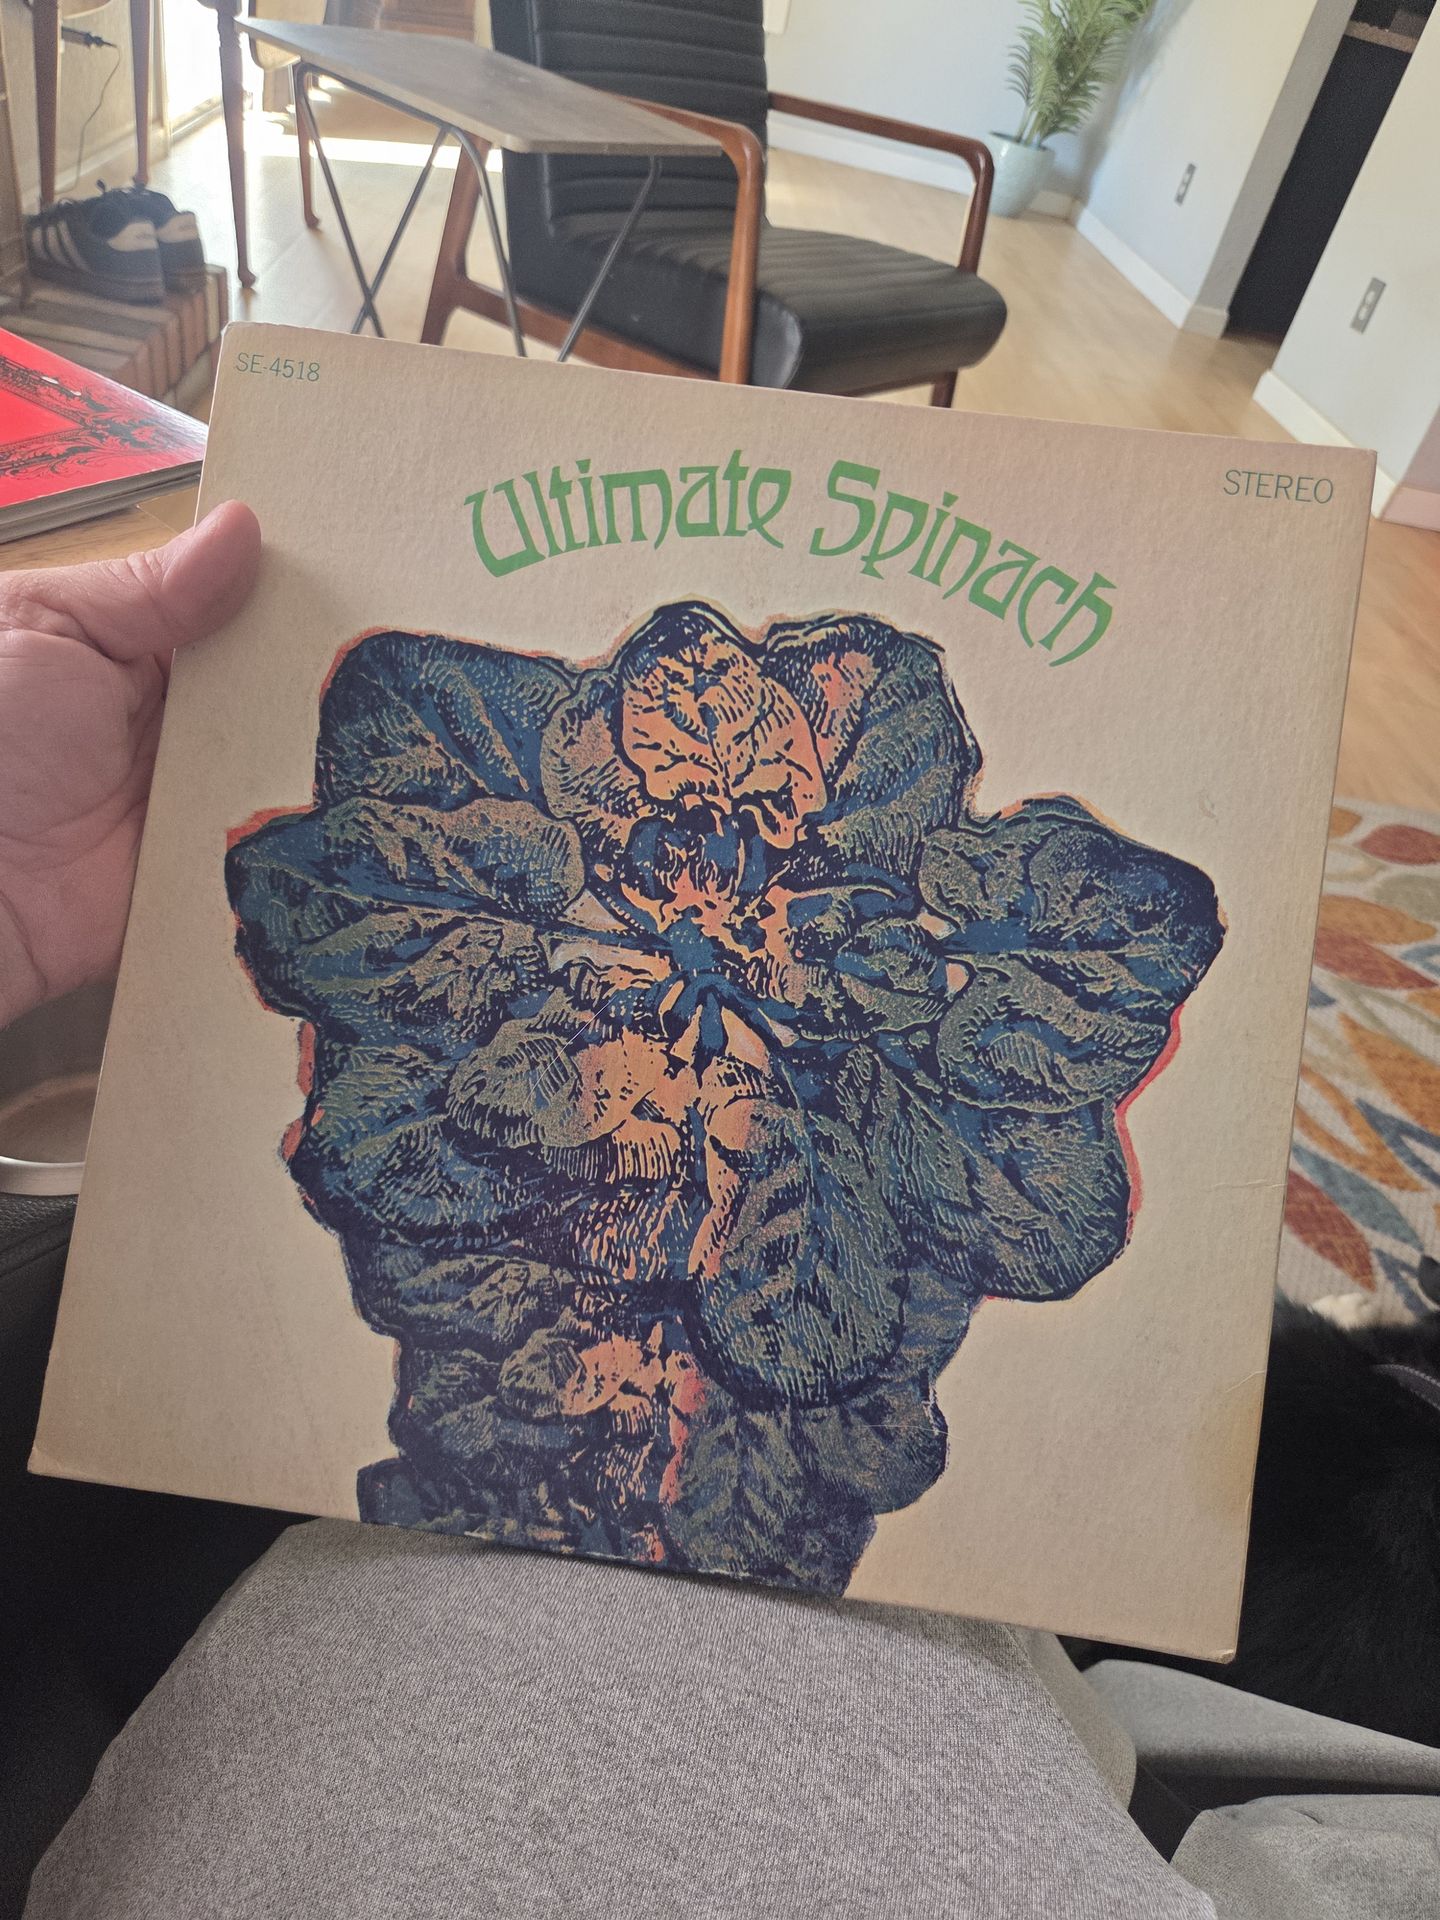 SE-4518
STEREO
Ultimate Spinach